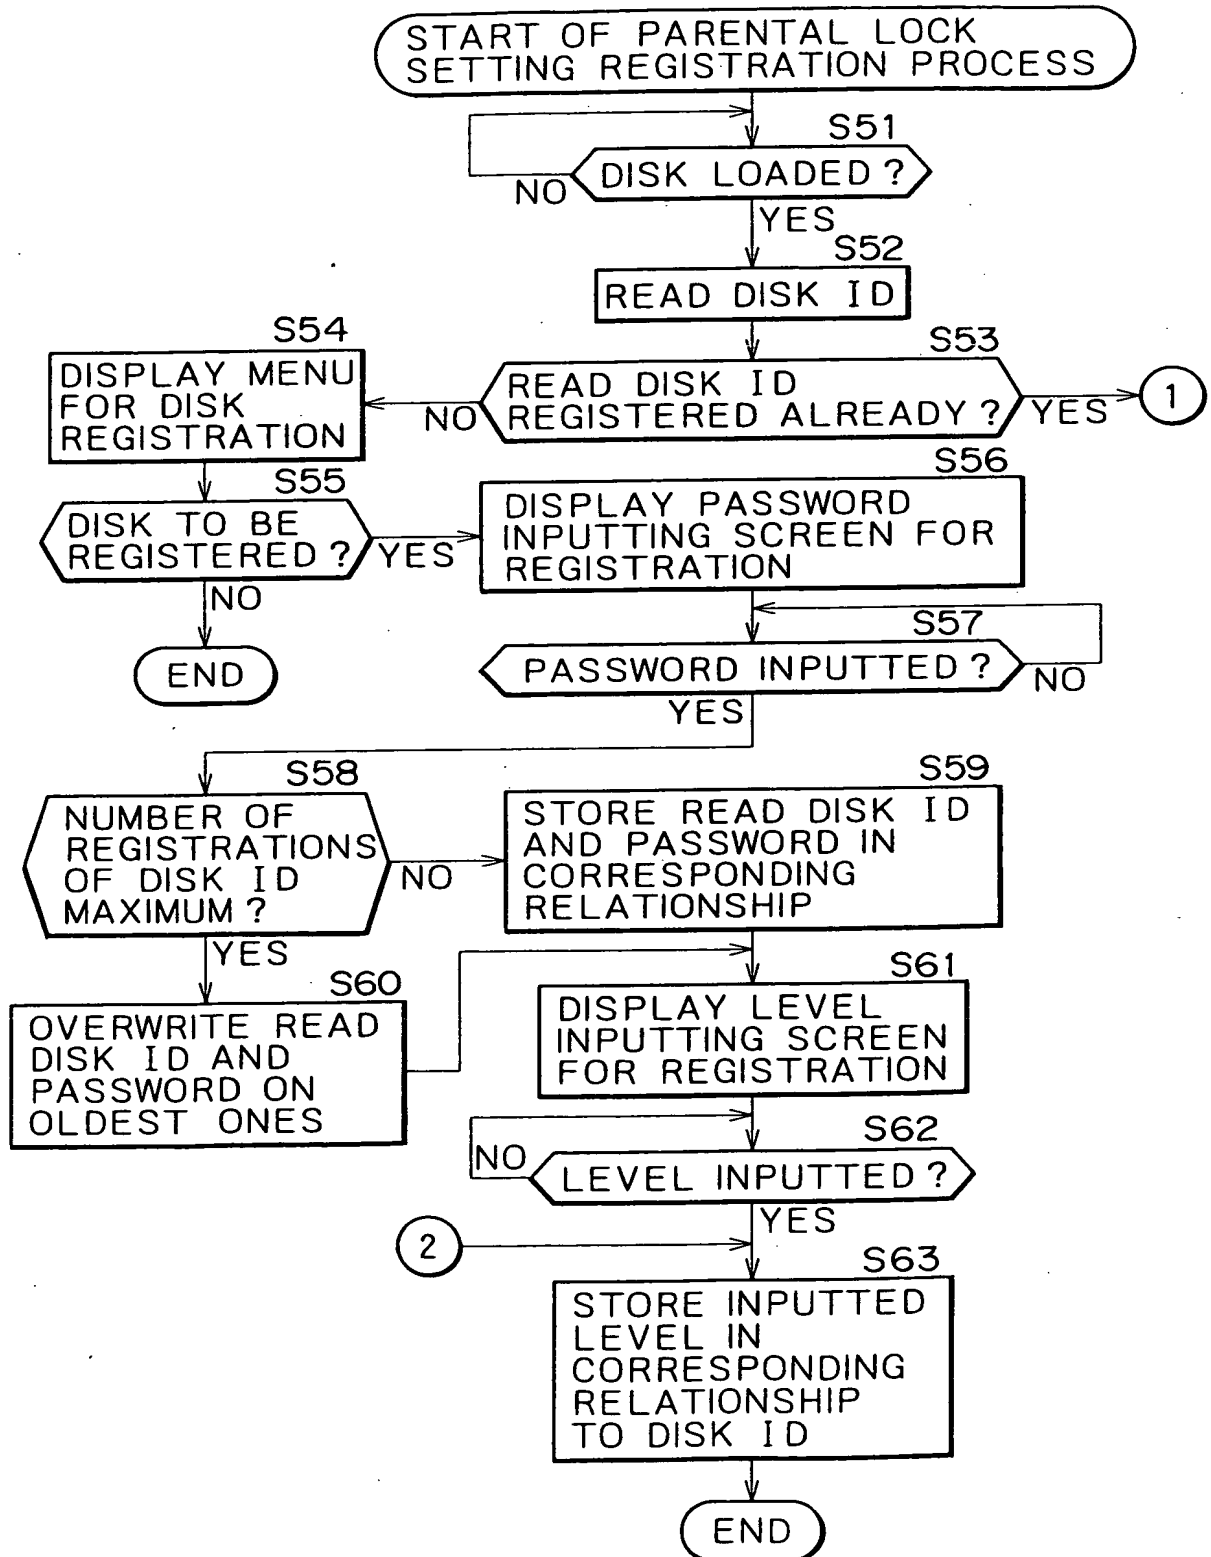 START OF PARENTAL LOCK
SETTING REGISTRATION PROCESS
S51
DISK LOADED?
NO
YES
S52
READ DISK ID
S53
READ DISK ID
REGISTERED ALREADY?
NO
YES
1
S54
DISPLAY MENU
FOR DISK
REGISTRATION
S55
DISK TO BE
REGISTERED?
YES
NO
END
S56
DISPLAY PASSWORD
INPUTTING SCREEN FOR
REGISTRATION
S57
PASSWORD INPUTTED?
NO
YES
S58
NUMBER OF
REGISTRATIONS
OF DISK ID
MAXIMUM?
NO
YES
S59
STORE READ DISK ID
AND PASSWORD IN
CORRESPONDING
RELATIONSHIP
S60
OVERWRITE READ
DISK ID AND
PASSWORD ON
OLDEST ONES
S61
DISPLAY LEVEL
INPUTTING SCREEN
FOR REGISTRATION
S62
LEVEL INPUTTED?
NO
YES
2
S63
STORE INPUTTED
LEVEL IN
CORRESPONDING
RELATIONSHIP
TO DISK ID
END